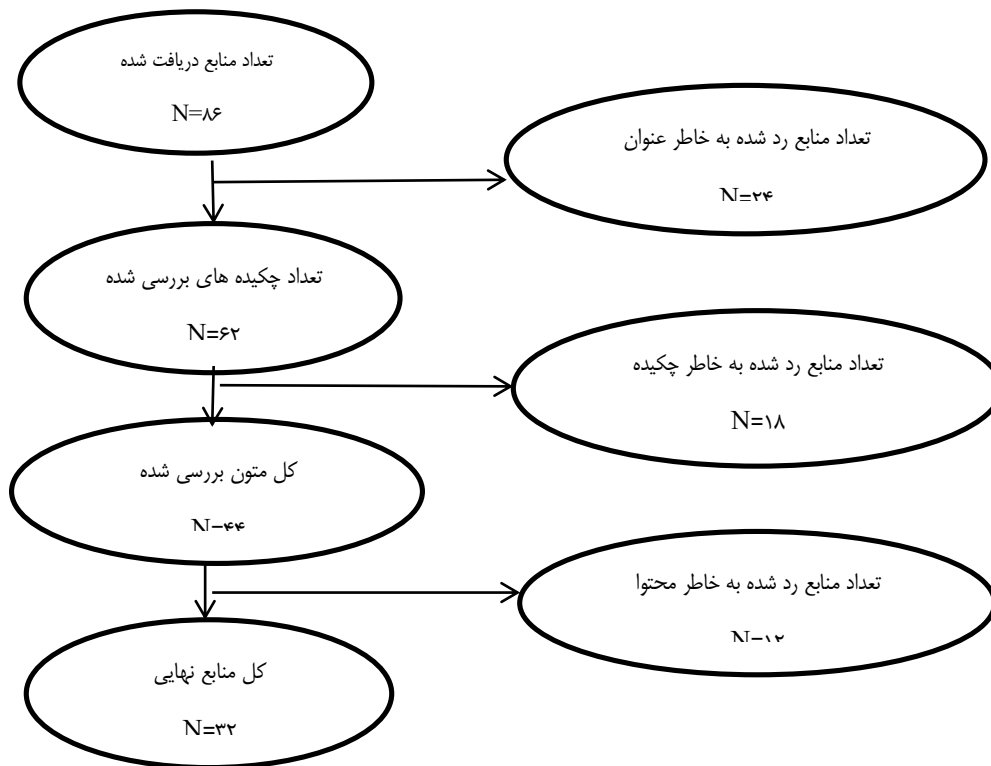 تعداد منابع دریافت شده
N=۸۶
تعداد منابع رد شده به خاطر عنوان
N=۲۴
تعداد چکیده های بررسی شده
N=۶۲
تعداد منابع رد شده به خاطر چکیده
N=۱۸
کل متون بررسی شده
N=۴۴
تعداد منابع رد شده به خاطر محتوا
N=۱۲
کل منابع نهایی
N=۳۲